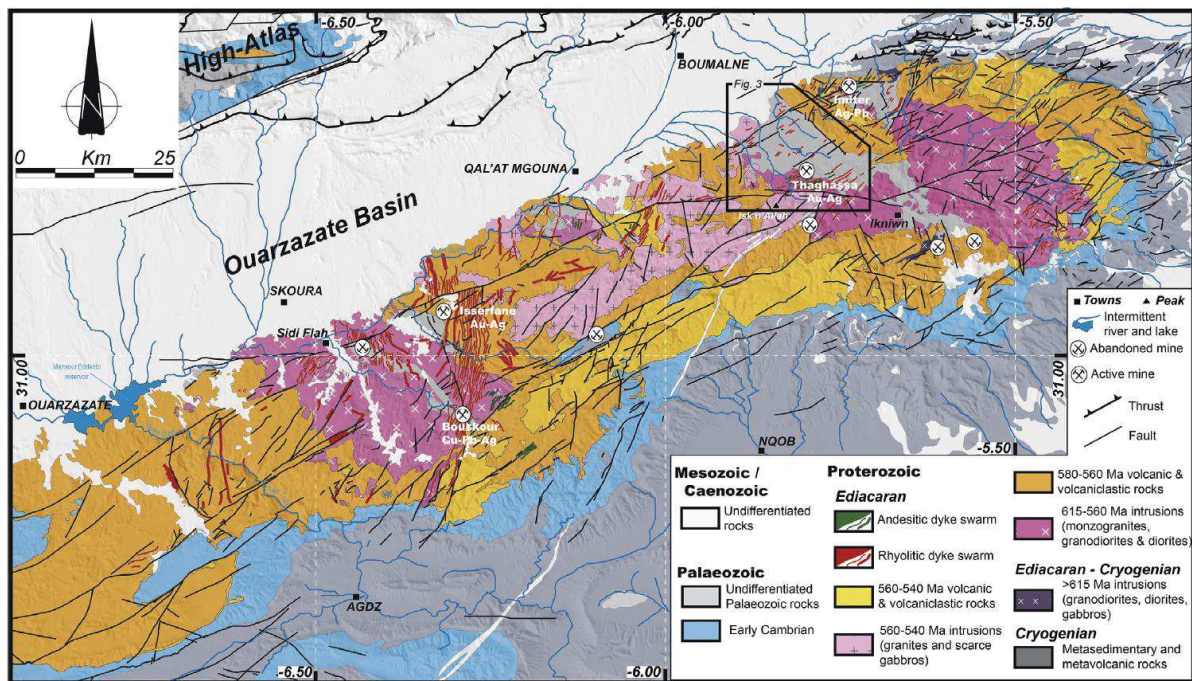 -6.50
-6.00
-5.50
High-Atlas
BOUMALNE
Fig. 3
Imiter
Ag-Pb
N
0 Km 25
QAL'AT MGOUNA
Thaghassa
Au-Ag
Isk n'Allah
Ikniwn
Ouarzazate Basin
SKOURA
Isserfane
Au-Ag
Sidi Flah
31.00
31.00
Mansour Eddahbi
reservoir
OUARZAZATE
Bouskour
Cu-Pb-Ag
NQOB
-5.50
AGDZ
-6.50
-6.00
Towns
Peak
Intermittent
river and lake
Abandoned mine
Active mine
Thrust
Fault
Mesozoic /
Caenozoic
Undifferentiated
rocks
Palaeozoic
Undifferentiated
Palaeozoic rocks
Early Cambrian
Proterozoic
Ediacaran
Andesitic dyke swarm
Rhyolitic dyke swarm
560-540 Ma volcanic
& volcaniclastic rocks
560-540 Ma intrusions
(granites and scarce
gabbros)
580-560 Ma volcanic &
volcaniclastic rocks
615-560 Ma intrusions
(monzogranites,
granodiorites & diorites)
Ediacaran - Cryogenian
>615 Ma intrusions
(granodiorites, diorites,
gabbros)
Cryogenian
Metasedimentary and
metavolcanic rocks